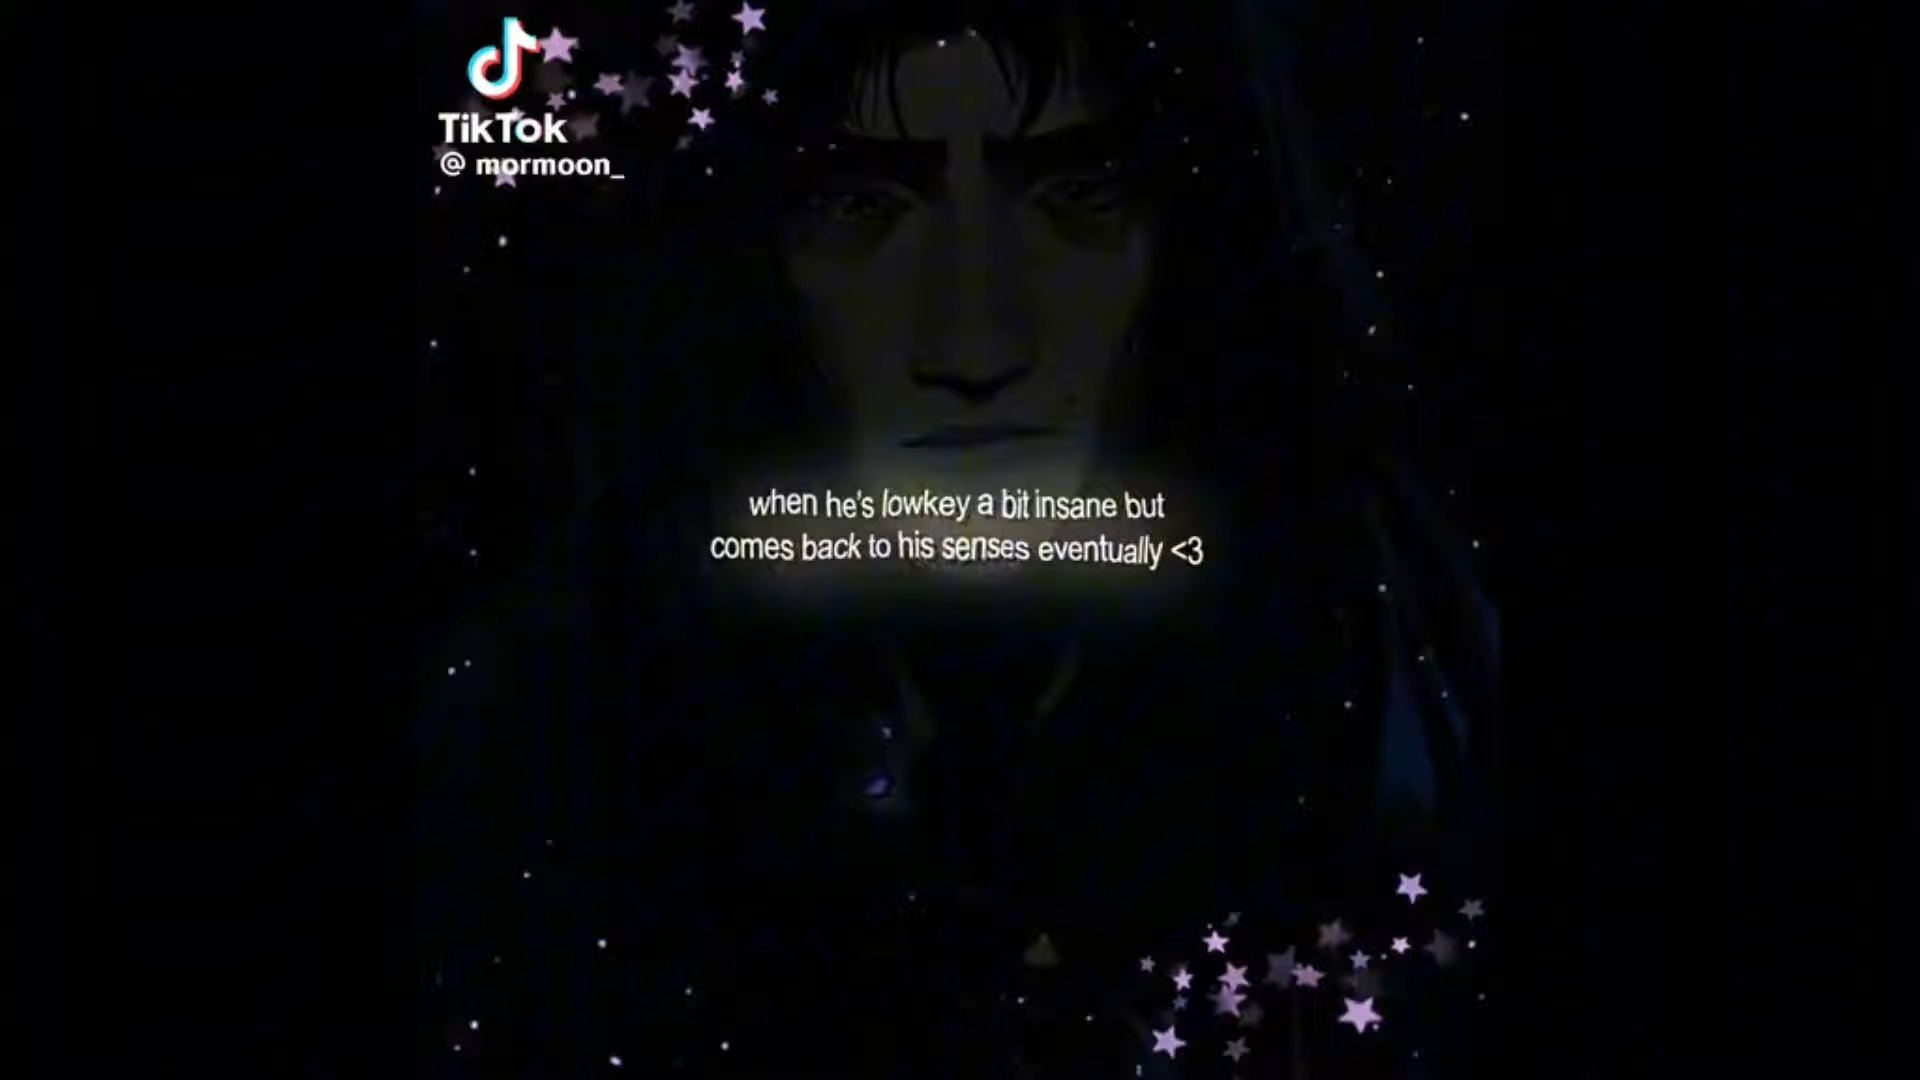 TikTok
@ mormoon_
when he's lowkey a bit insane but
comes back to his senses eventually <3